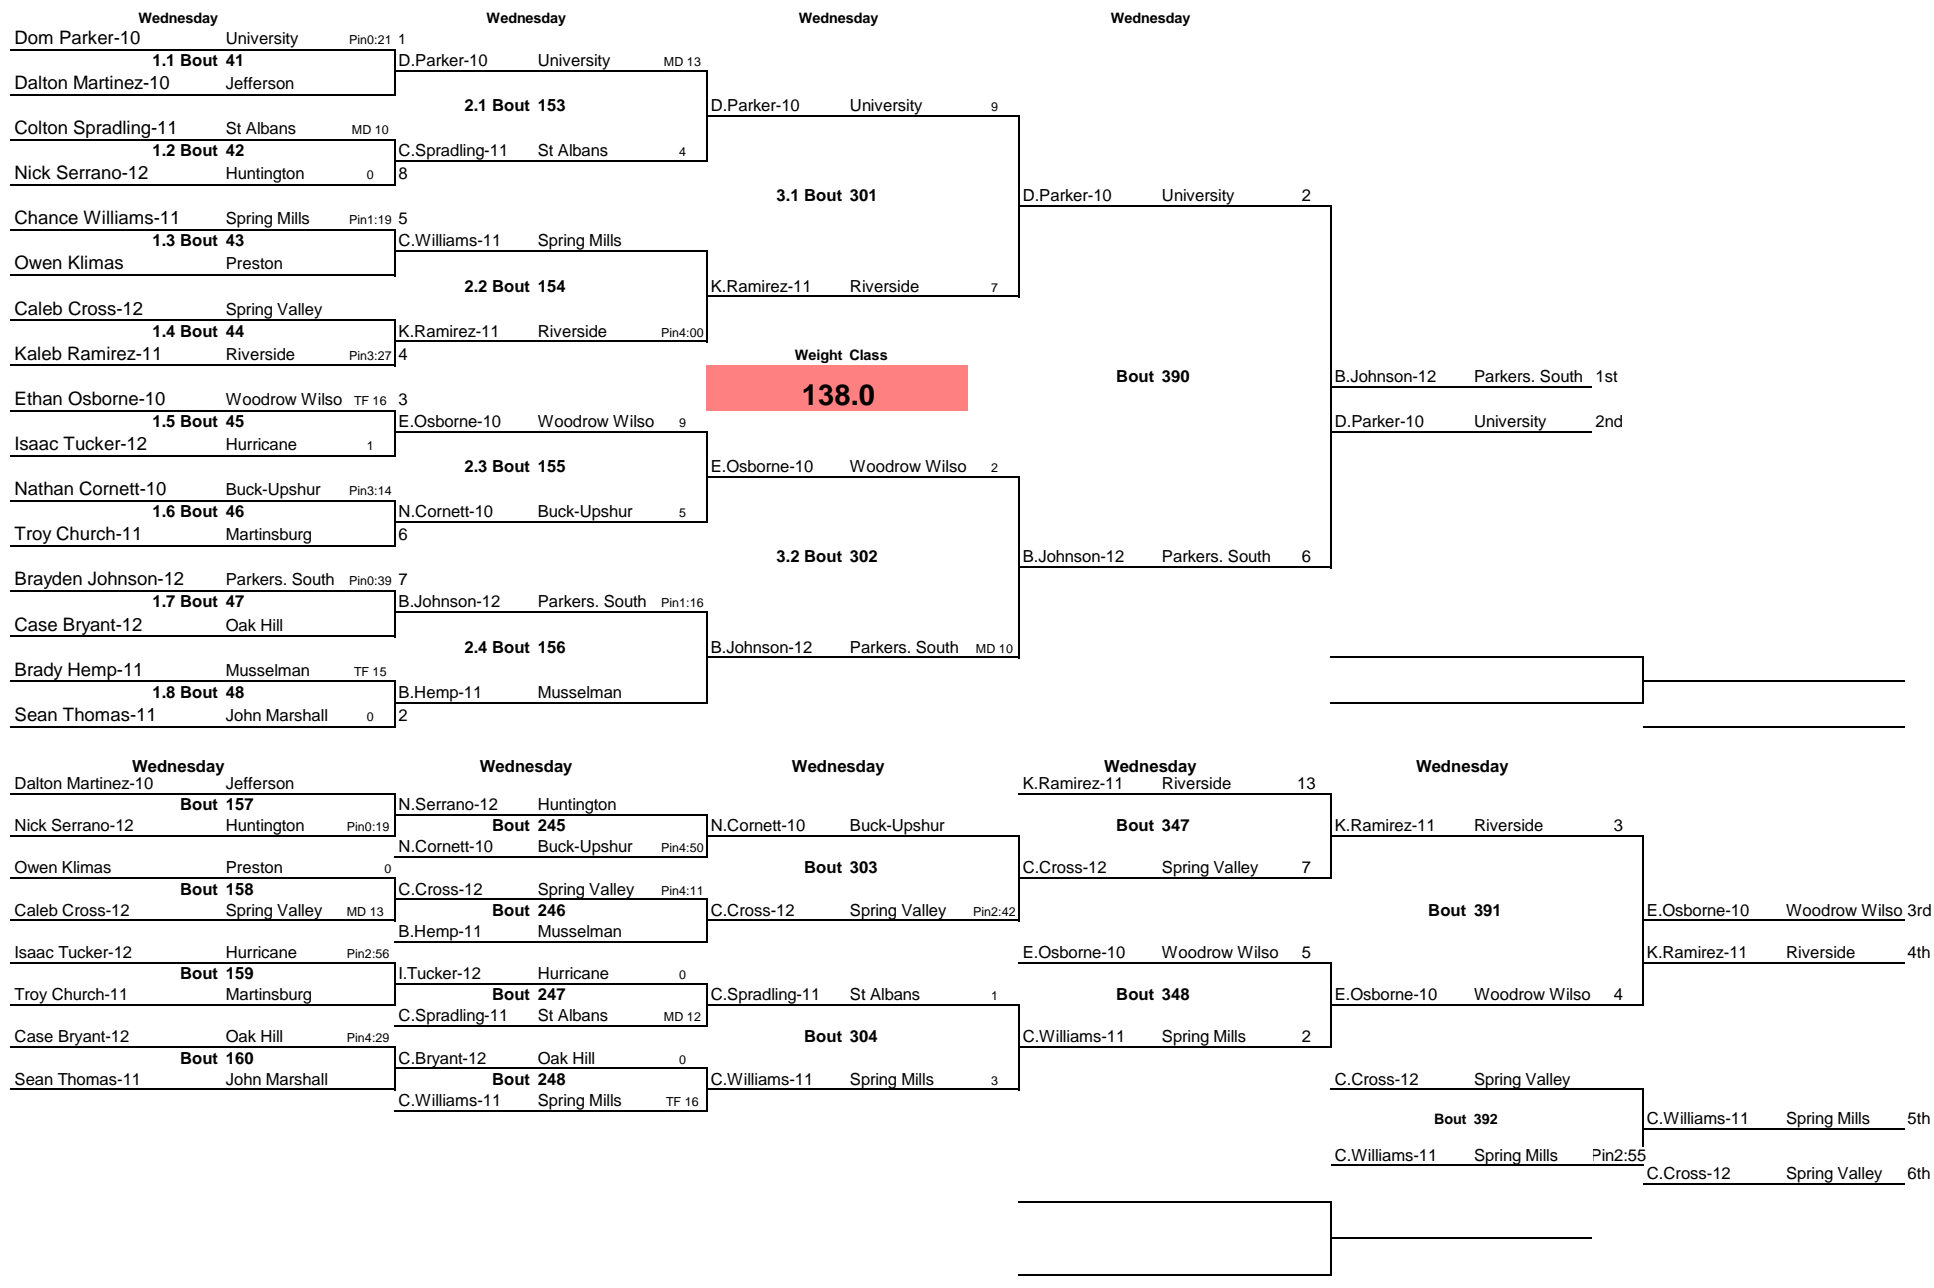 Wednesday Wednesday Wednesday Wednesday
Dom Parker-10 University Pin0:21 1
1.1 Bout 41 D.Parker-10 University MD 13
Dalton Martinez-10 Jefferson
2.1 Bout 153 D.Parker-10 University 9
Colton Spradling-11 St Albans MD 10
1.2 Bout 42 C.Spradling-11 St Albans 4
Nick Serrano-12 Huntington 0 8
3.1 Bout 301 D.Parker-10 University 2
Chance Williams-11 Spring Mills Pin1:19 5
1.3 Bout 43 C.Williams-11 Spring Mills
Owen Klimas Preston
2.2 Bout 154 K.Ramirez-11 Riverside 7
Caleb Cross-12 Spring Valley
1.4 Bout 44 K.Ramirez-11 Riverside Pin4:00
Kaleb Ramirez-11 Riverside Pin3:27 4 Weight Class
Bout 390 B.Johnson-12 Parkers. South 1st
138.0
Ethan Osborne-10 Woodrow Wilso TF 16 3
1.5 Bout 45 E.Osborne-10 Woodrow Wilso 9 D.Parker-10 University 2nd
Isaac Tucker-12 Hurricane 1
2.3 Bout 155 E.Osborne-10 Woodrow Wilso 2
Nathan Cornett-10 Buck-Upshur Pin3:14
1.6 Bout 46 N.Cornett-10 Buck-Upshur 5
Troy Church-11 Martinsburg 6
3.2 Bout 302 B.Johnson-12 Parkers. South 6
Brayden Johnson-12 Parkers. South Pin0:39 7
1.7 Bout 47 B.Johnson-12 Parkers. South Pin1:16
Case Bryant-12 Oak Hill
2.4 Bout 156 B.Johnson-12 Parkers. South MD 10
Brady Hemp-11 Musselman TF 15
1.8 Bout 48 B.Hemp-11 Musselman
Sean Thomas-11 John Marshall 0 2
Wednesday Wednesday Wednesday Wednesday Wednesday
Dalton Martinez-10 Jefferson K.Ramirez-11 Riverside 13
Bout 157 N.Serrano-12 Huntington
Nick Serrano-12 Huntington Pin0:19 Bout 245 N.Cornett-10 Buck-Upshur Bout 347 K.Ramirez-11 Riverside 3
N.Cornett-10 Buck-Upshur Pin4:50
Owen Klimas Preston 0 Bout 303 C.Cross-12 Spring Valley 7
Bout 158 C.Cross-12 Spring Valley Pin4:11
Caleb Cross-12 Spring Valley MD 13 Bout 246 C.Cross-12 Spring Valley Pin2:42 Bout 391 E.Osborne-10 Woodrow Wilso 3rd
B.Hemp-11 Musselman
Isaac Tucker-12 Hurricane Pin2:56 E.Osborne-10 Woodrow Wilso 5 K.Ramirez-11 Riverside 4th
Bout 159 I.Tucker-12 Hurricane 0
Troy Church-11 Martinsburg Bout 247 C.Spradling-11 St Albans 1 Bout 348 E.Osborne-10 Woodrow Wilso 4
C.Spradling-11 St Albans MD 12
Case Bryant-12 Oak Hill Pin4:29 Bout 304 C.Williams-11 Spring Mills 2
Bout 160 C.Bryant-12 Oak Hill 0
Sean Thomas-11 John Marshall Bout 248 C.Williams-11 Spring Mills 3 C.Cross-12 Spring Valley
C.Williams-11 Spring Mills TF 16
Bout 392 C.Williams-11 Spring Mills 5th
C.Williams-11 Spring Mills Pin2:55
C.Cross-12 Spring Valley 6th